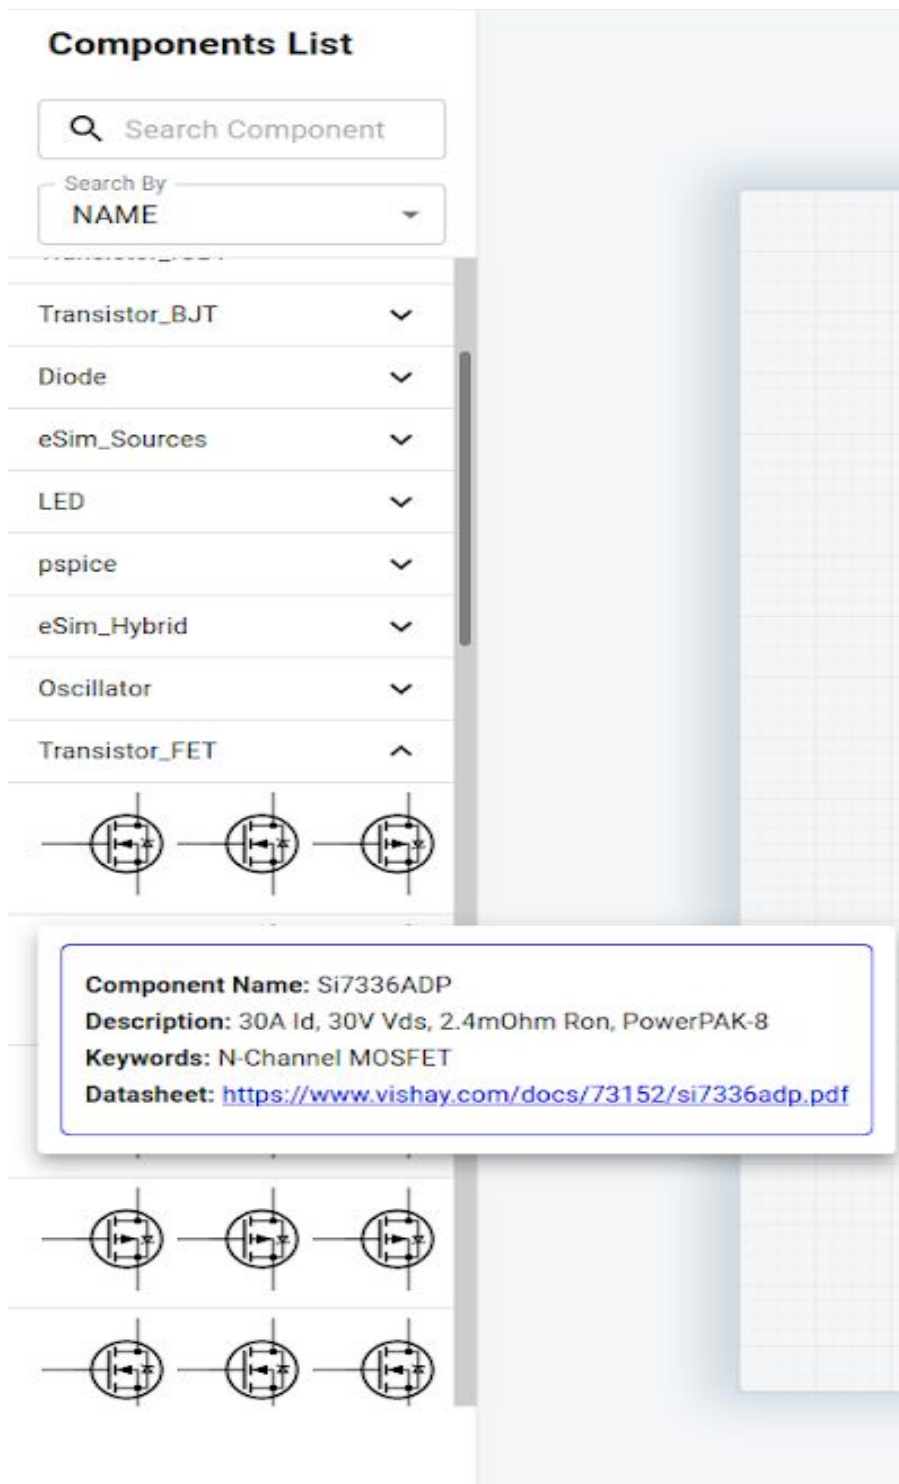 Components List
Search Component
Search By
NAME
Transistor_BJT
Diode
eSim_Sources
LED
pspice
eSim_Hybrid
Oscillator
Transistor_FET
Component Name: Si7336ADP
Description: 30A Id, 30V Vds, 2.4mOhm Ron, PowerPAK-8
Keywords: N-Channel MOSFET
Datasheet: https://www.vishay.com/docs/73152/si7336adp.pdf